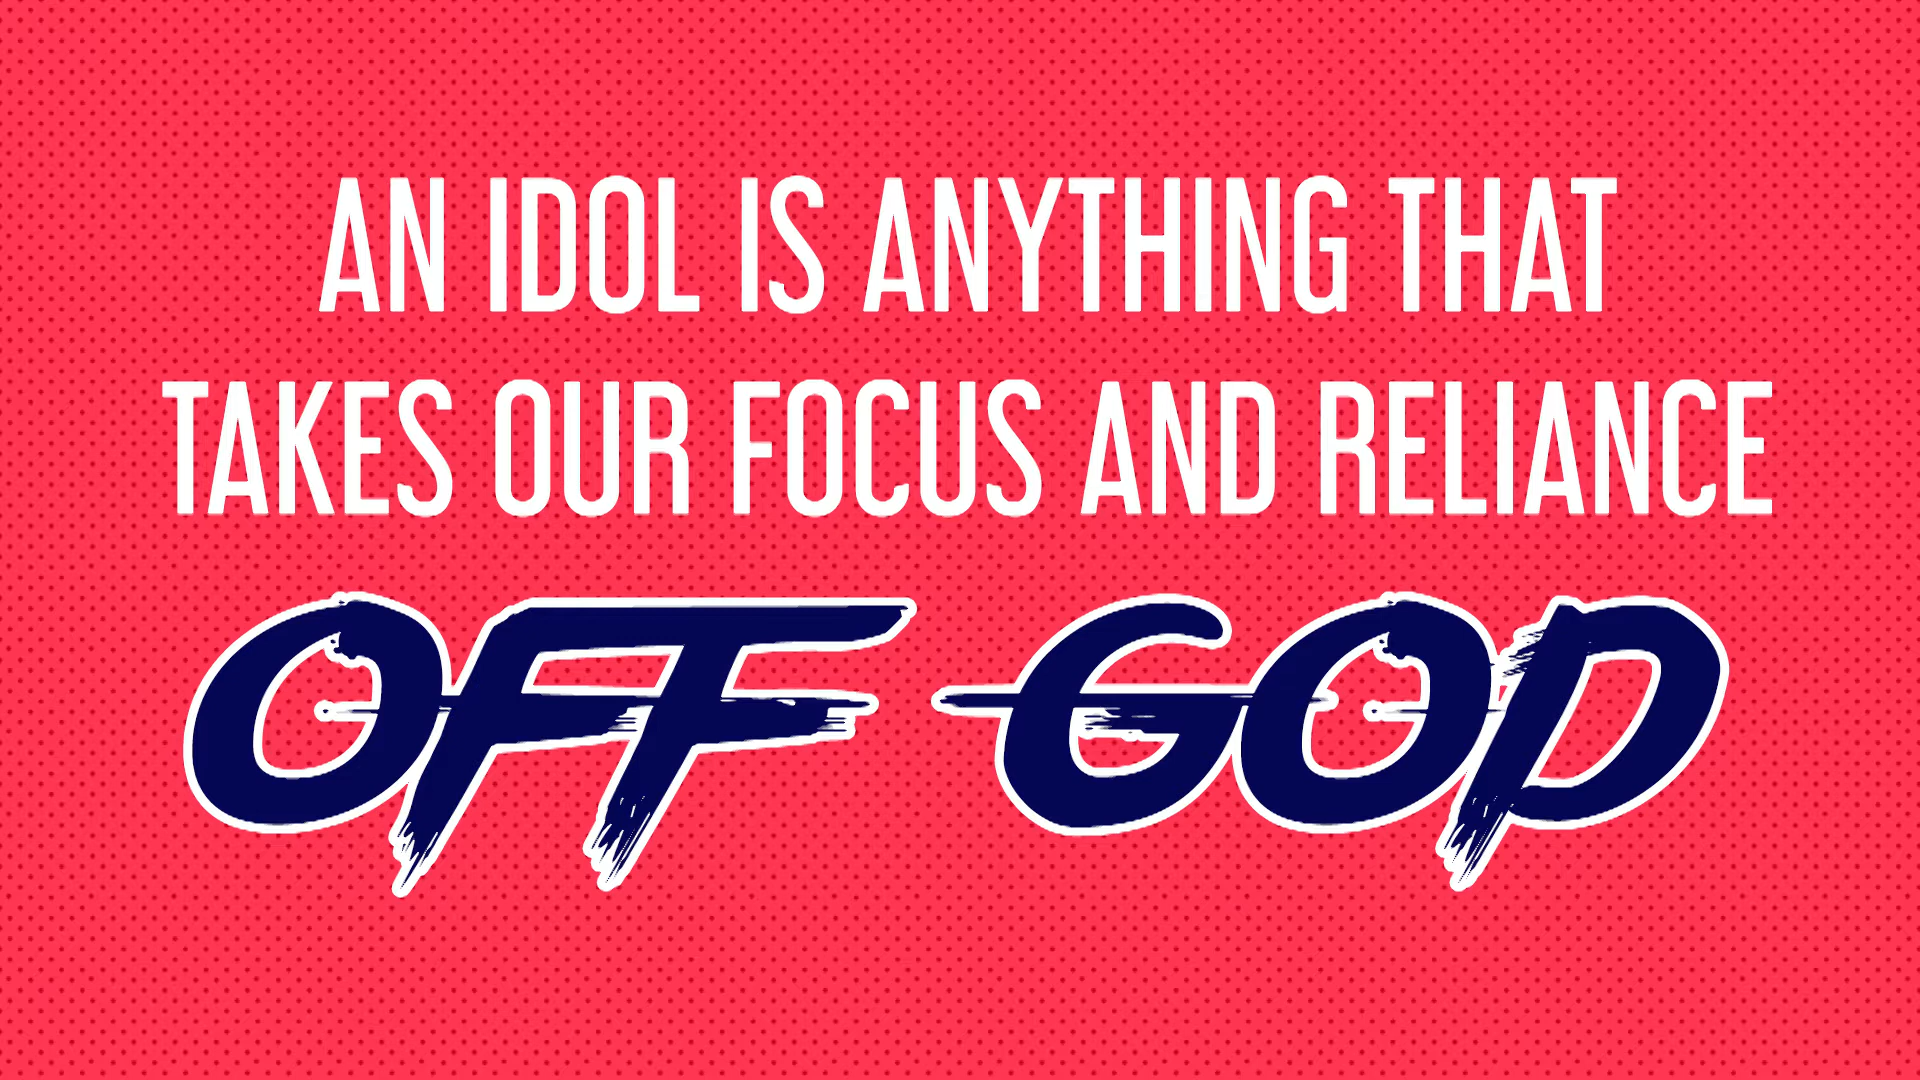 AN IDOL IS ANYTHING THAT
TAKES OUR FOCUS AND RELIANCE
OFF GOD